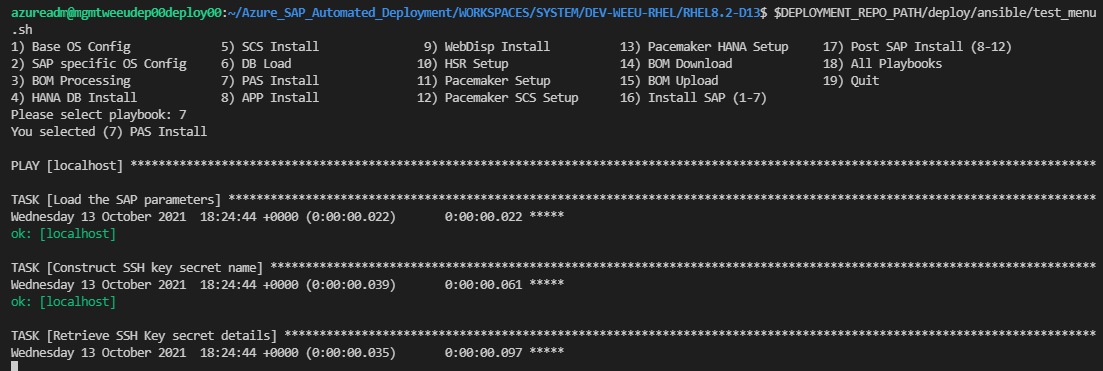 azureadm@mgmtweeudep00deploy00:~/Azure_SAP_Automated_Deployment/WORKSPACES/SYSTEM/DEV-WEEU-RHEL/RHEL8.2-D13$ $DEPLOYMENT_REPO_PATH/deploy/ansible/test_menu
.sh
1) Base OS Config 5) SCS Install 9) WebDisp Install 13) Pacemaker HANA Setup 17) Post SAP Install (8-12)
2) SAP specific OS Config 6) DB Load 10) HSR Setup 14) BOM Download 18) All Playbooks
3) BOM Processing 7) PAS Install 11) Pacemaker Setup 15) BOM Upload 19) Quit
4) HANA DB Install 8) APP Install 12) Pacemaker SCS Setup 16) Install SAP (1-7)
Please select playbook: 7
You selected (7) PAS Install
PLAY [localhost] ******************************************************************************************************************************************
TASK [Load the SAP parameters] ****************************************************************************************************************************
Wednesday 13 October 2021  18:24:44 +0000 (0:00:00.022)       0:00:00.022 *****
ok: [localhost]
TASK [Construct SSH key secret name] **********************************************************************************************************************
Wednesday 13 October 2021  18:24:44 +0000 (0:00:00.039)       0:00:00.061 *****
ok: [localhost]
TASK [Retrieve SSH Key secret details] ********************************************************************************************************************
Wednesday 13 October 2021  18:24:44 +0000 (0:00:00.035)       0:00:00.097 *****